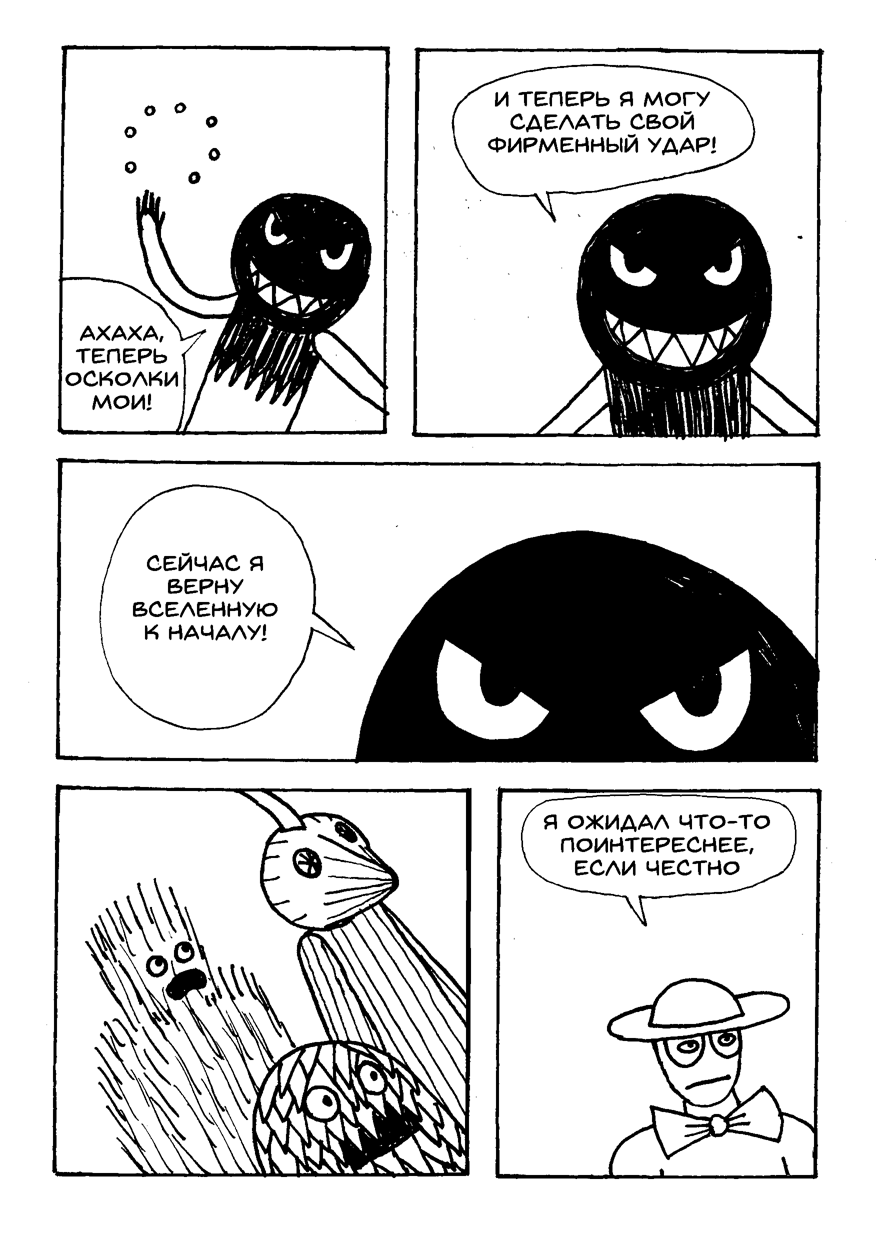 АХАХА,
ТЕПЕРЬ
ОСКОЛКИ
МОИ!
И ТЕПЕРЬ Я МОГУ
СДЕЛАТЬ СВОЙ
ФИРМЕННЫЙ УДАР!
СЕЙЧАС Я
ВЕРНУ
ВСЕЛЕННУЮ
К НАЧАЛУ!
Я ОЖИДАЛ ЧТО-ТО
ПОИНТЕРЕСНЕЕ,
ЕСЛИ ЧЕСТНО